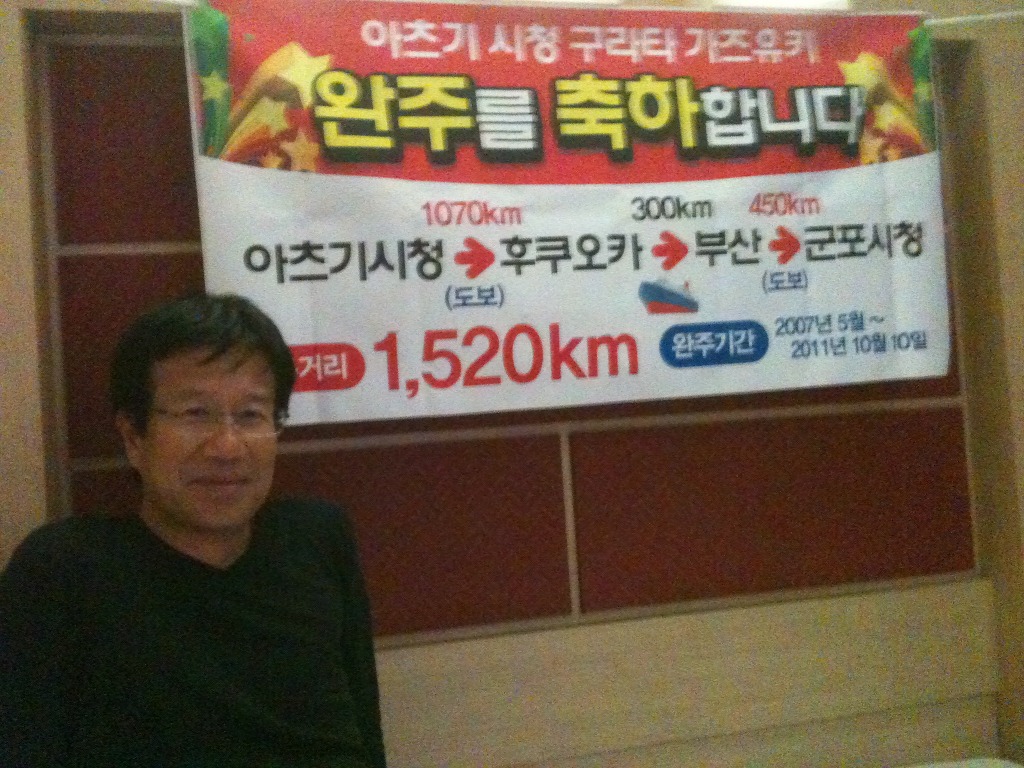 아츠기 시청 구라타 가즈유키
완주를 축하합니다
1070km 300km 450km
아츠기시청 후쿠오카 부산 군포시청
(도보) (도보)
거리 1,520km 완주기간 2007년 5월 ~
2011년 10월 10일